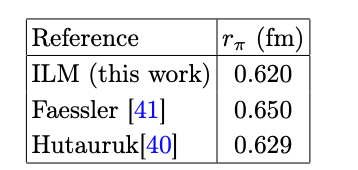 Reference r_π (fm)
ILM (this work) 0.620
Faessler [41] 0.650
Hutauruk[40] 0.629